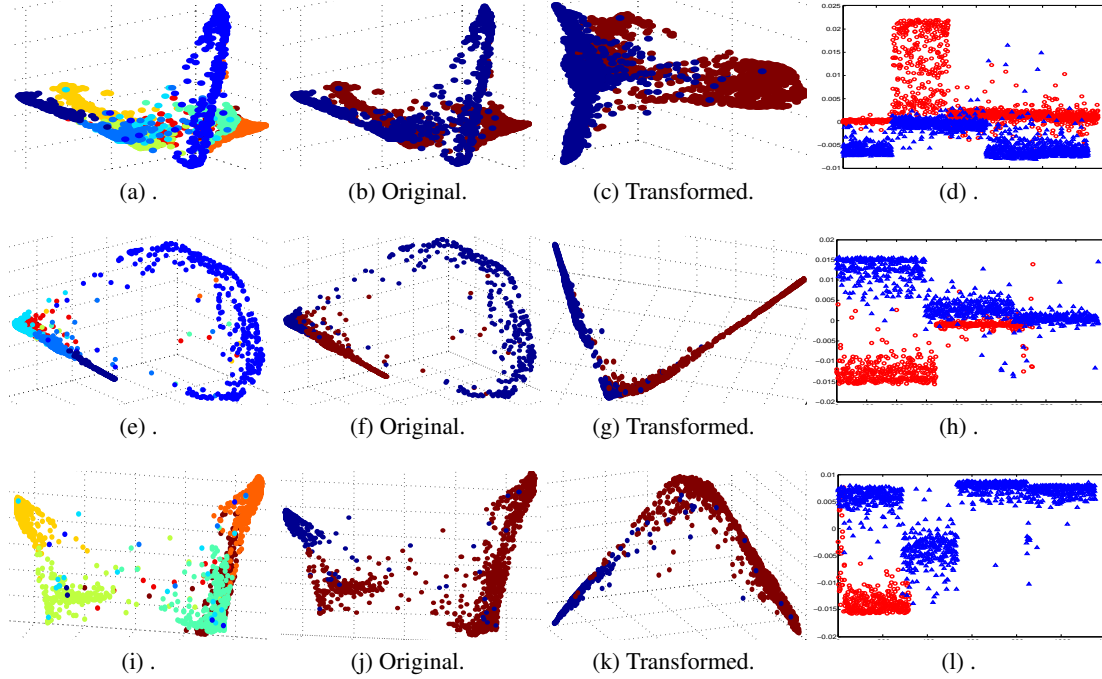 0.025
0.02
0.015
0.01
0.005
0
−0.005
−0.01
(a) .
(b) Original.
(c) Transformed.
(d) .
0.02
0.015
0.01
0.005
0
−0.005
−0.01
−0.015
−0.02
(e) .
(f) Original.
(g) Transformed.
(h) .
0.01
0.005
0
−0.005
−0.01
−0.015
−0.02
(i) .
(j) Original.
(k) Transformed.
(l) .